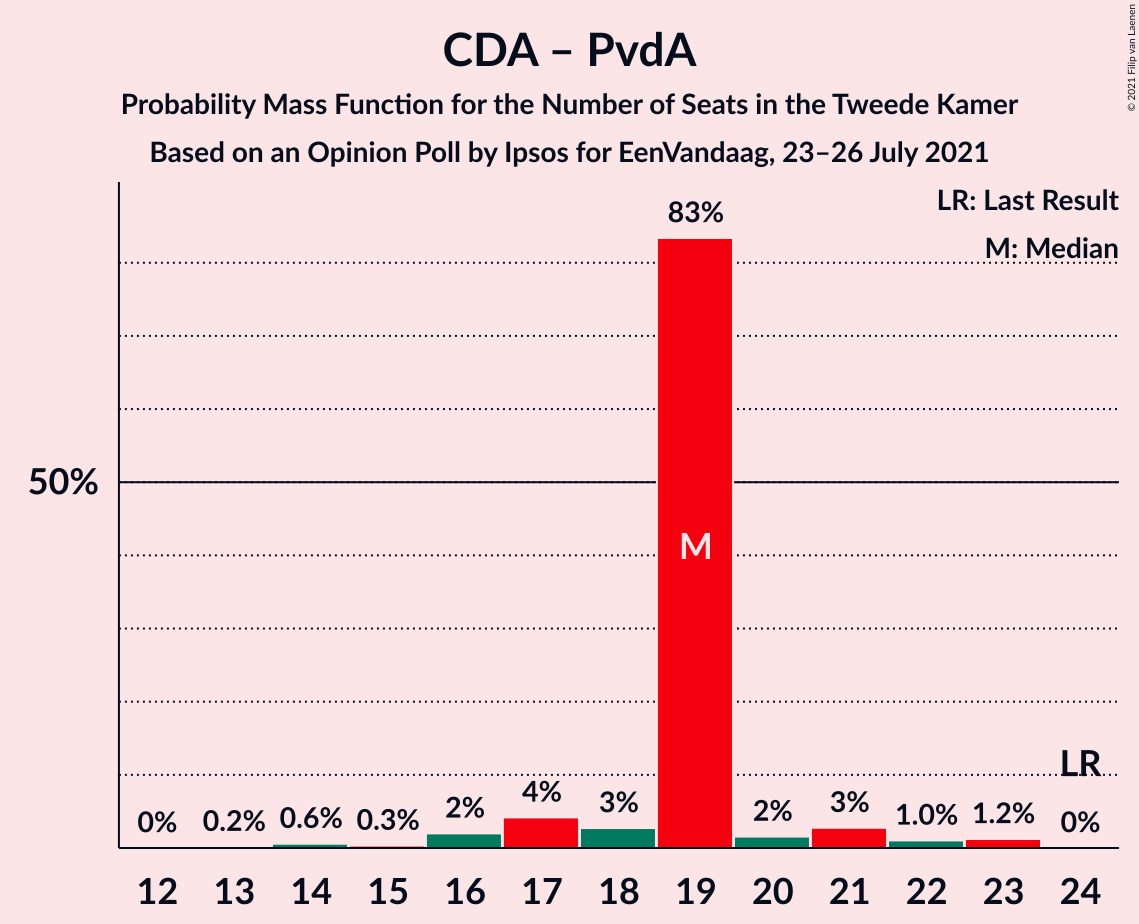 CDA – PvdA
Probability Mass Function for the Number of Seats in the Tweede Kamer
Based on an Opinion Poll by Ipsos for EenVandaag, 23–26 July 2021
© 2021 Filip van Laenen
LR: Last Result
M: Median
83%
50%
M
LR
0% 0.2% 0.6% 0.3% 2% 4% 3% 2% 3% 1.0% 1.2% 0%
12 13 14 15 16 17 18 19 20 21 22 23 24